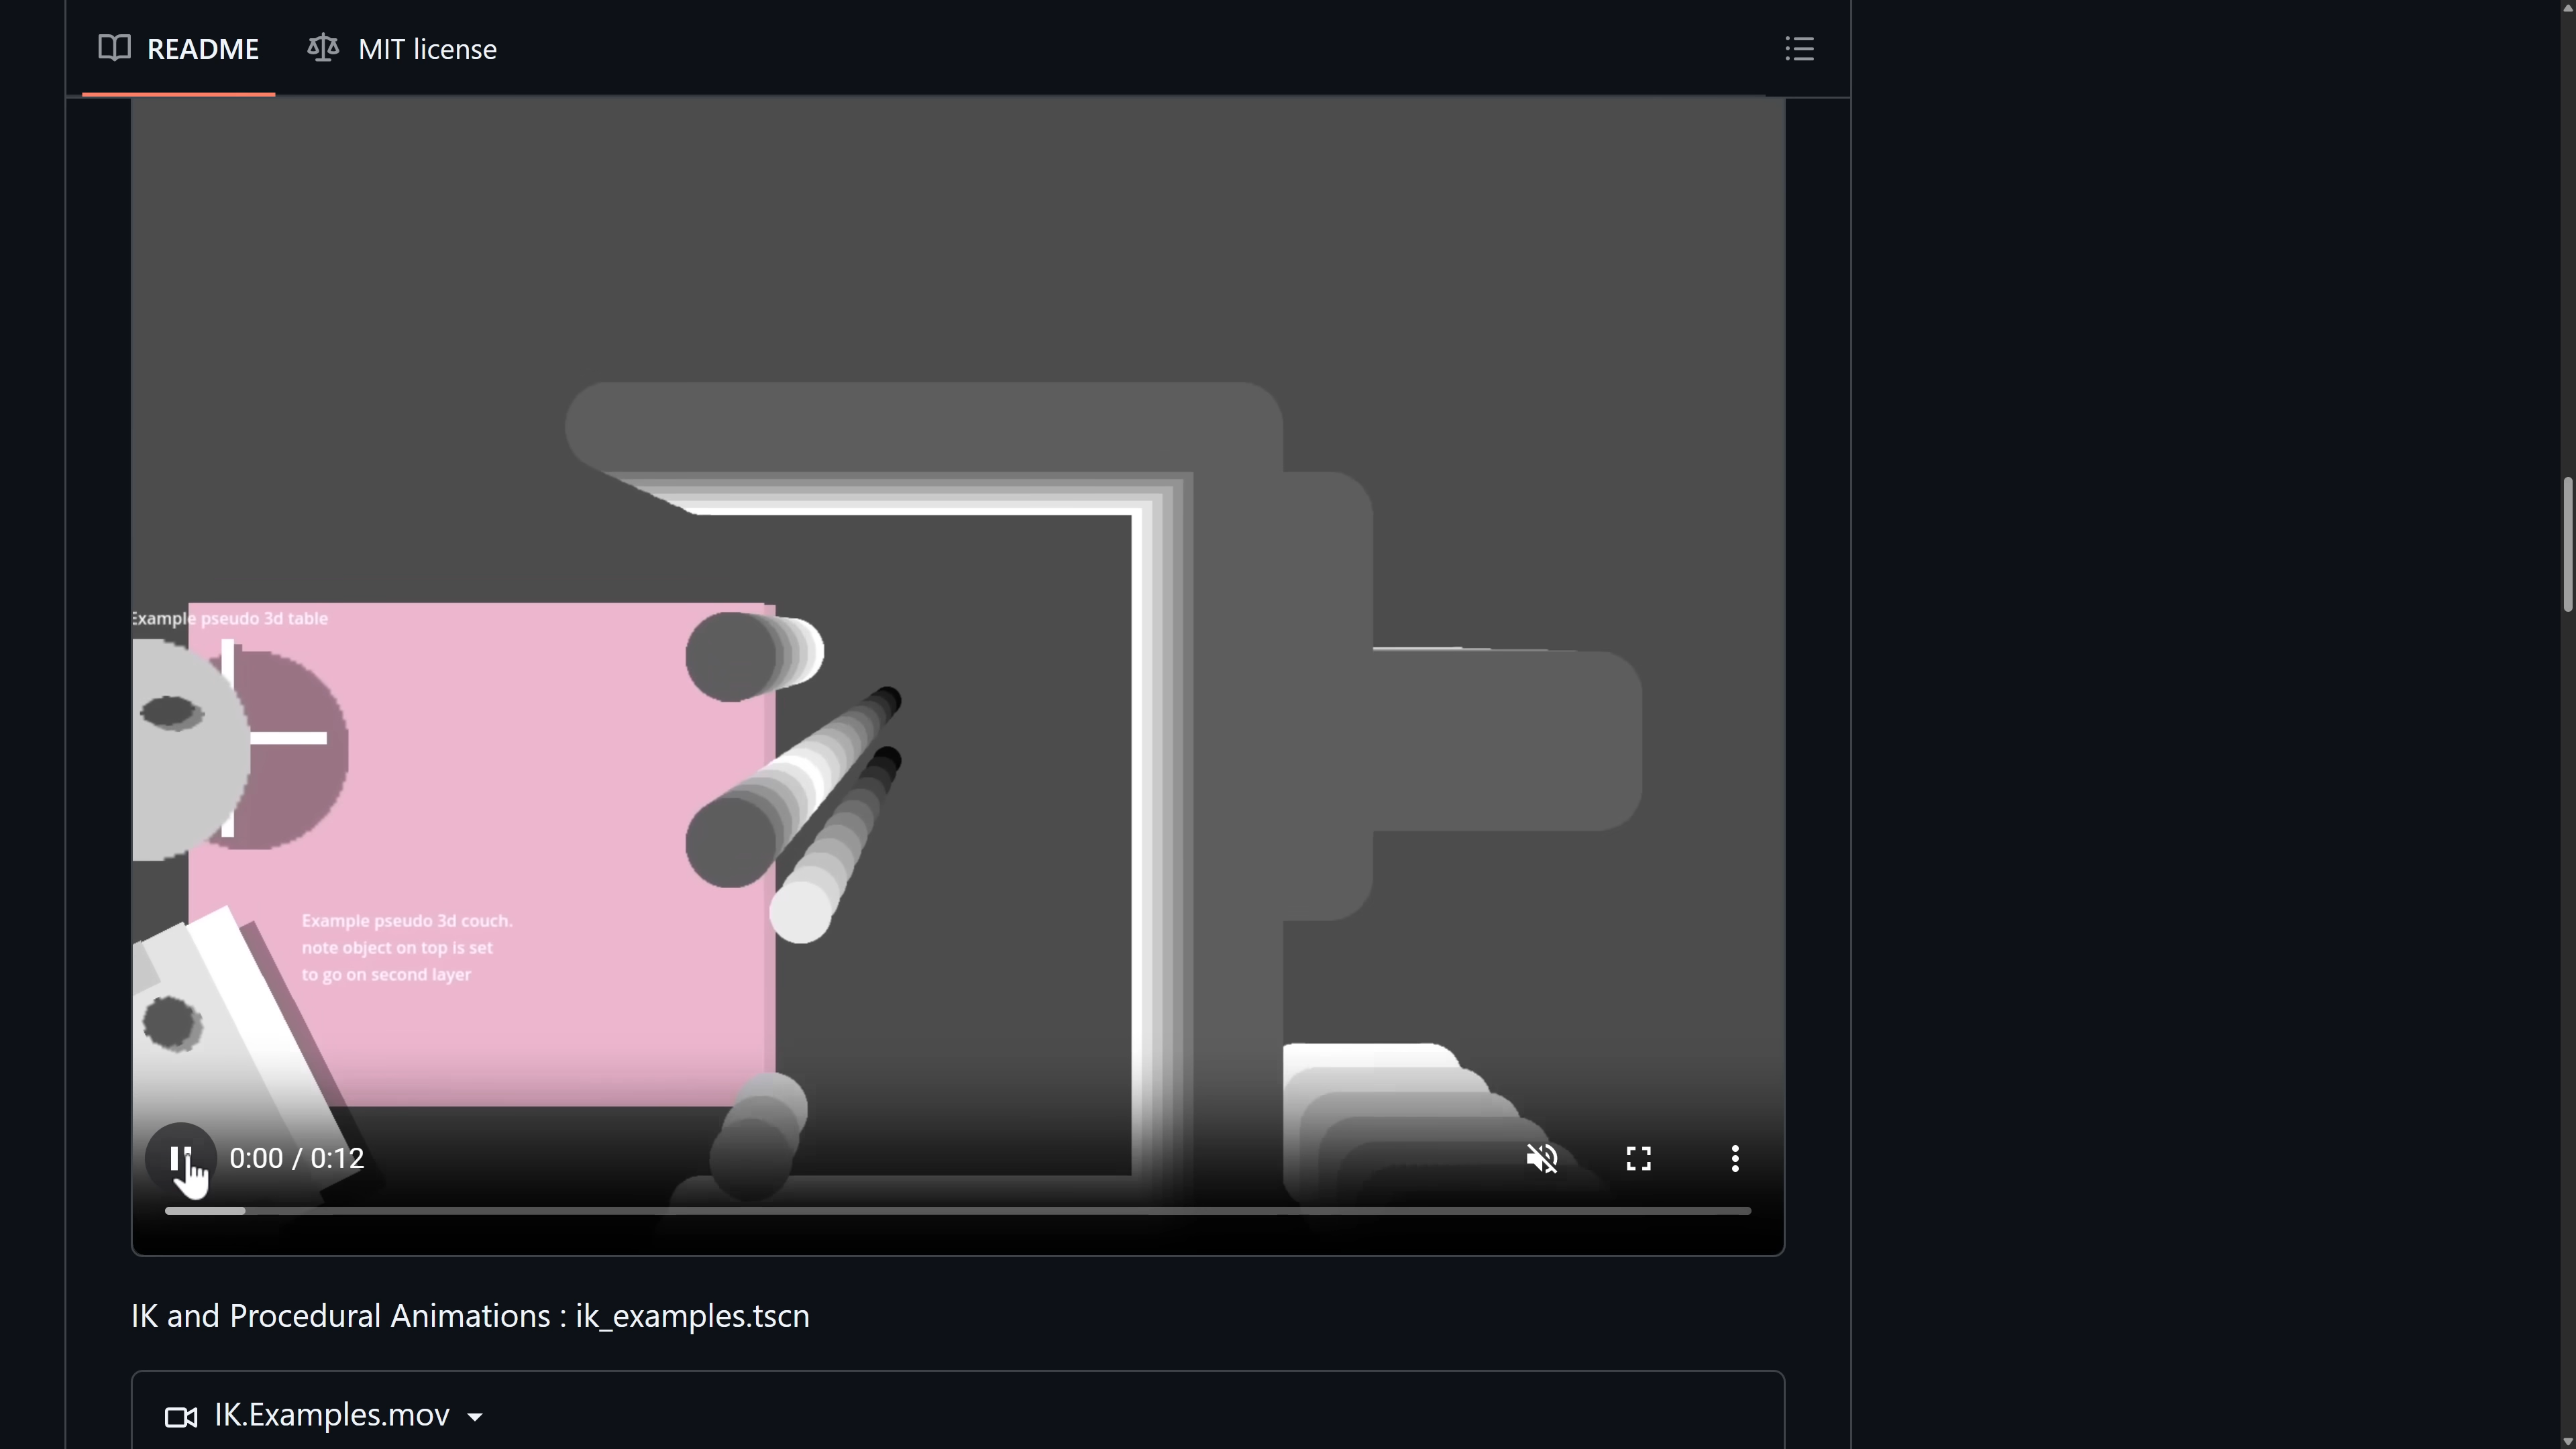 README
MIT license
Example pseudo 3d table
Example pseudo 3d couch.
note object on top is set
to go on second layer
0:00 / 0:12
IK and Procedural Animations : ik_examples.tscn
IK.Examples.mov